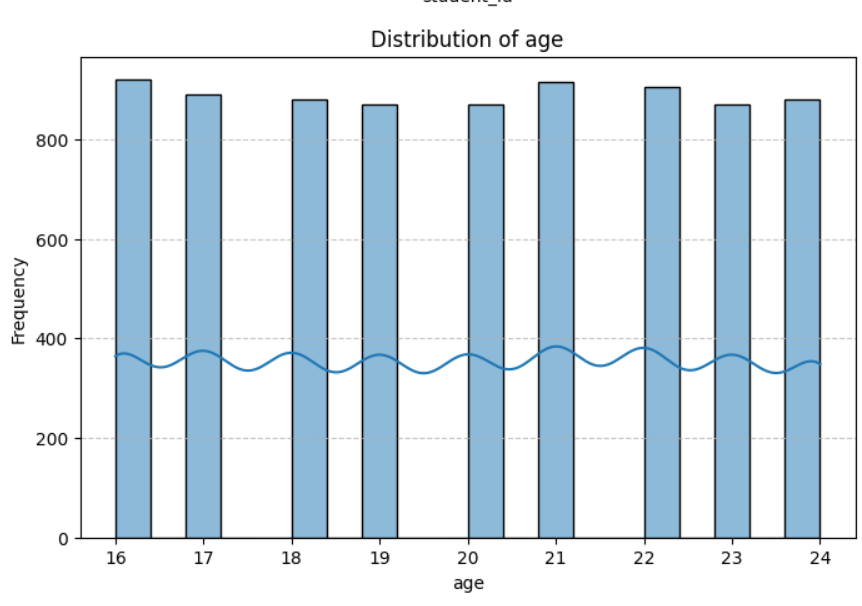 student_id
Distribution of age
800
600
400
200
0
Frequency
16 17 18 19 20 21 22 23 24
age